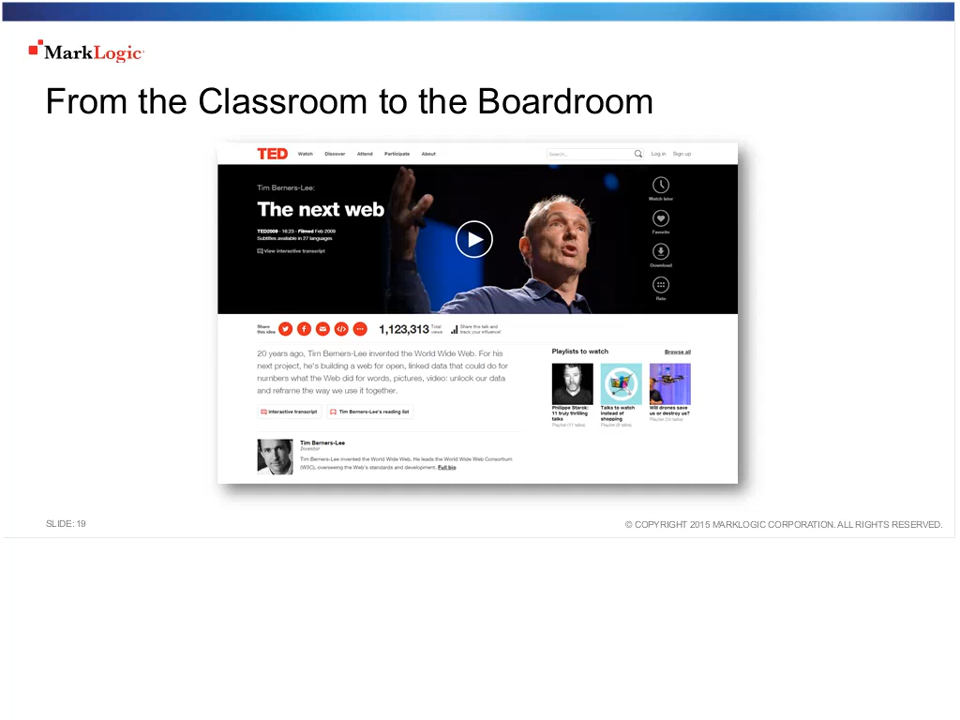 MarkLogic
From the Classroom to the Boardroom
TED Watch Discover Attend Participate About Search... Log in Sign up
Tim Berners-Lee:
The next web
TED2009 · 16:23 · Filmed Feb 2009
Subtitles available in 27 languages
View interactive transcript
Watch later
Favorite
Download
Rate
Share
this idea
1,123,313 Total
views
Share this talk and
track your influence!
20 years ago, Tim Berners-Lee invented the World Wide Web. For his
next project, he's building a web for open, linked data that could do for
numbers what the Web did for words, pictures, video: unlock our data
and reframe the way we use it together.
Interactive transcript
Tim Berners-Lee's reading list
Tim Berners-Lee
Inventor
Tim Berners-Lee invented the World Wide Web. He leads the World Wide Web Consortium
(W3C), overseeing the Web's standards and development. Full bio
Playlists to watch Browse all
Philippe Starck:
11 truly thrilling
talks
Playlist (11 talks)
Talks to watch
instead of
shopping
Playlist (8 talks)
Will drones save
us or destroy us?
SLIDE: 19
© COPYRIGHT 2015 MARKLOGIC CORPORATION. ALL RIGHTS RESERVED.